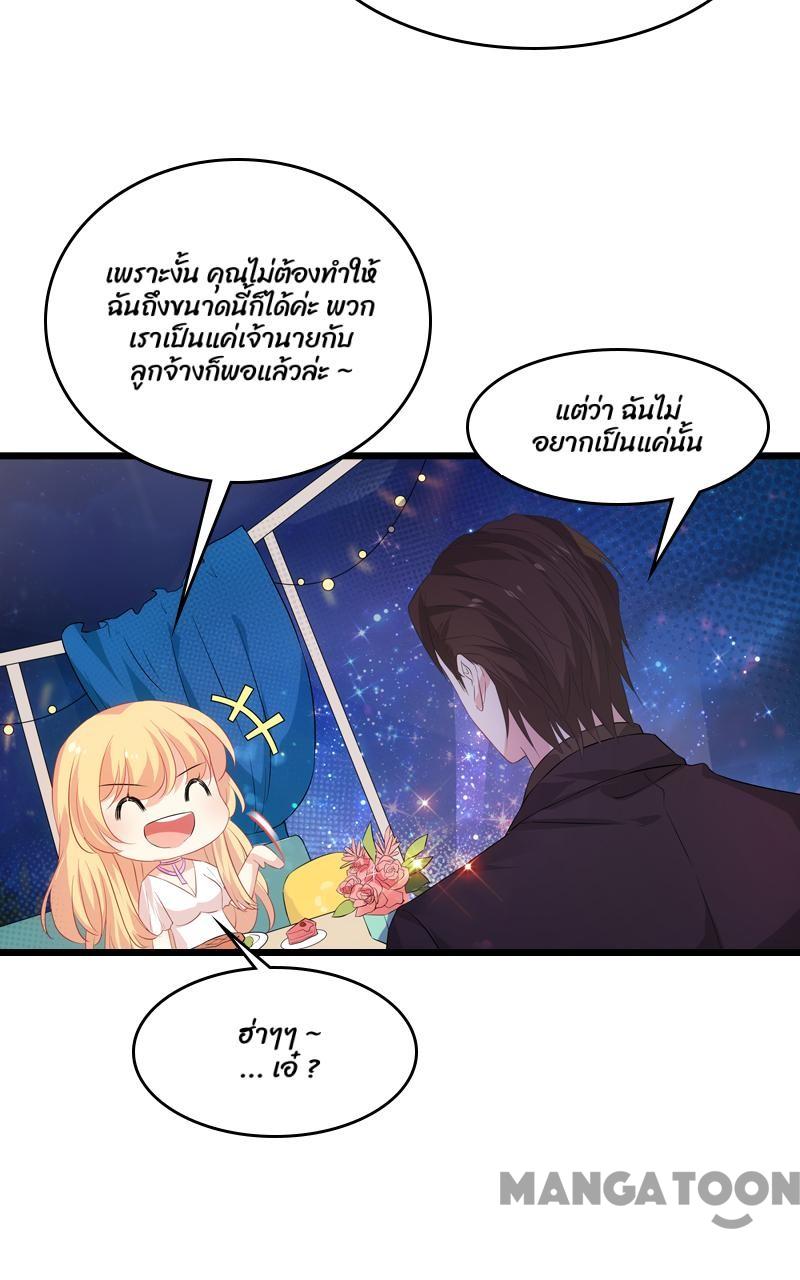 เพราะงั้น คุณไม่ต้องทำให้
ฉันถึงขนาดนี้ก็ได้ค่ะ พวก
เราเป็นแค่เจ้านายกับ
ลูกจ้างก็พอแล้วล่ะ ~
แต่ว่า ฉันไม่
อยากเป็นแค่นั้น
ฮ่าๆๆ ~
... เอ๋ ?
MANGATOON